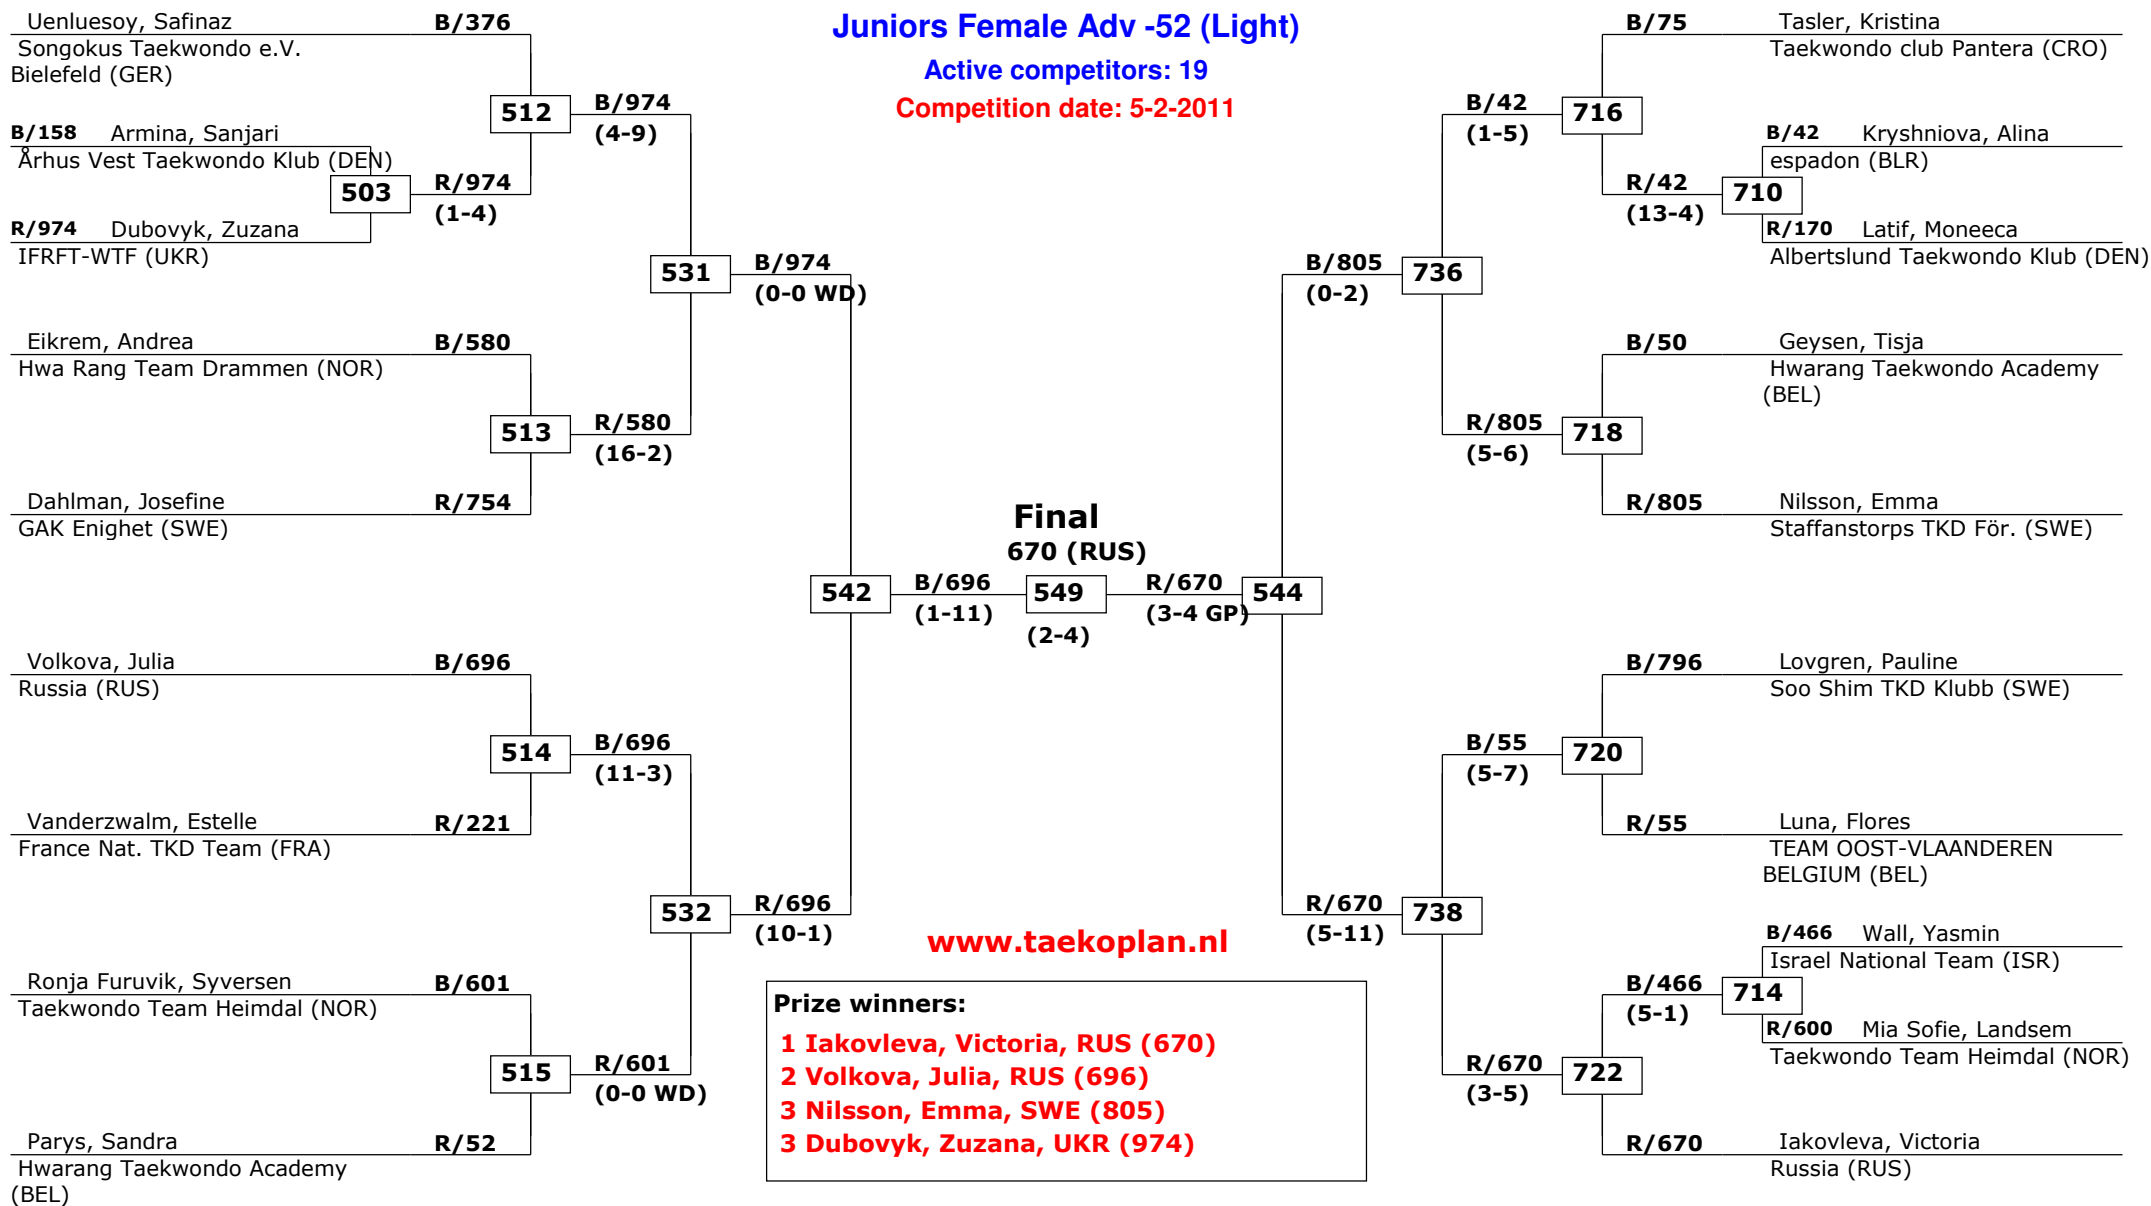 Juniors Female Adv -52 (Light)
Active competitors: 19
Competition date: 5-2-2011
Uenluesoy, Safinaz
B/376
Songokus Taekwondo e.V.
Bielefeld (GER)
512
B/974
(4-9)
B/158 Armina, Sanjari
Århus Vest Taekwondo Klub (DEN)
503
R/974
(1-4)
R/974 Dubovyk, Zuzana
IFRFT-WTF (UKR)
531
B/974
(0-0 WD)
Eikrem, Andrea
B/580
Hwa Rang Team Drammen (NOR)
513
R/580
(16-2)
Dahlman, Josefine
R/754
GAK Enighet (SWE)
542
B/696
(1-11)
Volkova, Julia
B/696
Russia (RUS)
514
B/696
(11-3)
Vanderzwalm, Estelle
R/221
France Nat. TKD Team (FRA)
532
R/696
(10-1)
Ronja Furuvik, Syversen
B/601
Taekwondo Team Heimdal (NOR)
515
R/601
(0-0 WD)
Parys, Sandra
R/52
Hwarang Taekwondo Academy
(BEL)
Final
670 (RUS)
549
(2-4)
R/670
(3-4 GP)
544
B/75
Tasler, Kristina
Taekwondo club Pantera (CRO)
B/42
(1-5)
716
B/42 Kryshniova, Alina
espadon (BLR)
R/42
(13-4)
710
R/170 Latif, Moneeca
Albertslund Taekwondo Klub (DEN)
B/805
(0-2)
736
B/50
Geysen, Tisja
Hwarang Taekwondo Academy
(BEL)
R/805
(5-6)
718
R/805
Nilsson, Emma
Staffanstorps TKD För. (SWE)
B/796
Lovgren, Pauline
Soo Shim TKD Klubb (SWE)
B/55
(5-7)
720
R/55
Luna, Flores
TEAM OOST-VLAANDEREN
BELGIUM (BEL)
R/670
(5-11)
738
B/466 Wall, Yasmin
Israel National Team (ISR)
B/466
(5-1)
714
R/600 Mia Sofie, Landsem
Taekwondo Team Heimdal (NOR)
R/670
(3-5)
722
R/670
Iakovleva, Victoria
Russia (RUS)
www.taekoplan.nl
Prize winners:
1 Iakovleva, Victoria, RUS (670)
2 Volkova, Julia, RUS (696)
3 Nilsson, Emma, SWE (805)
3 Dubovyk, Zuzana, UKR (974)